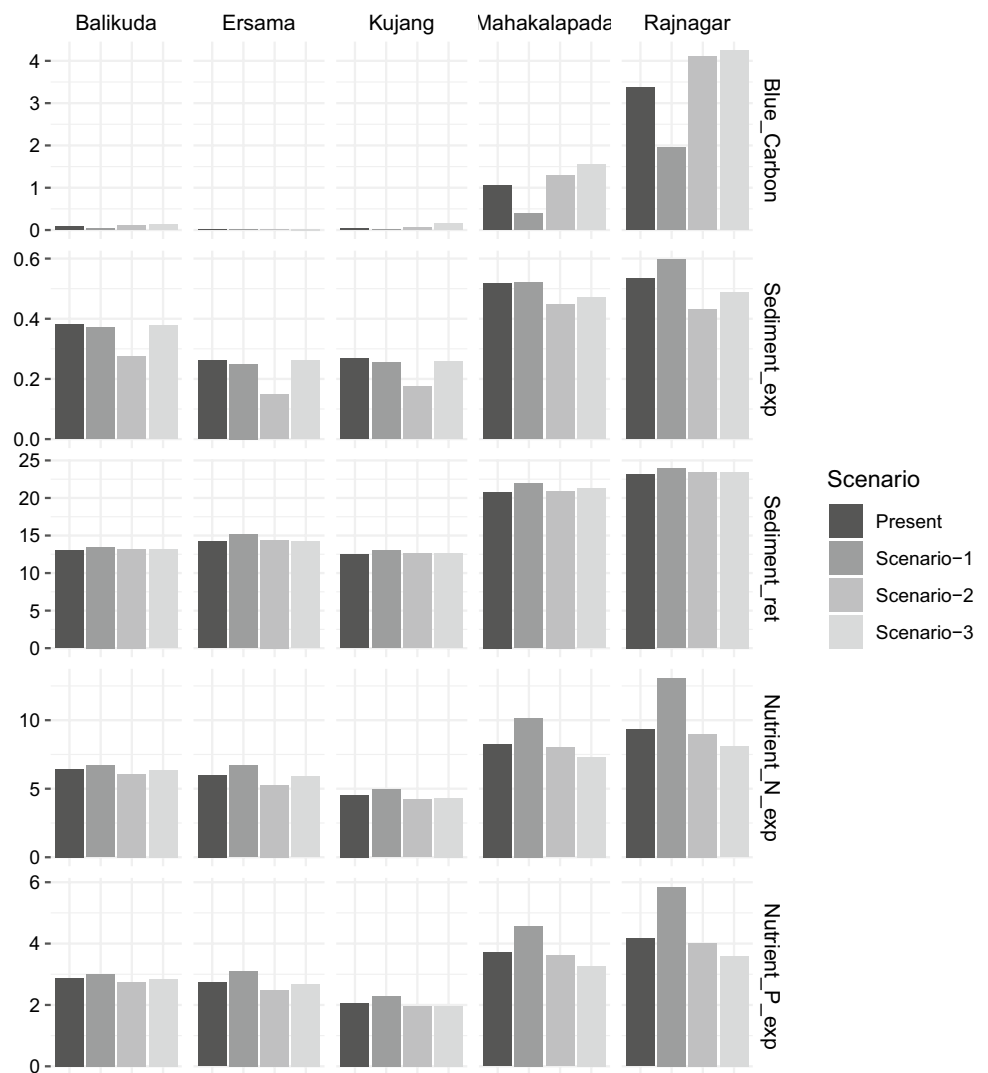 Balikuda Ersama Kujang Mahakalapada Rajnagar
4
3
2
1
0
Blue_Carbon
0.6
0.4
0.2
0.0
Sediment_exp
25
20
15
10
5
0
Sediment_ret
10
5
0
Nutrient_N_exp
6
4
2
0
Nutrient_P_exp
Scenario
Present
Scenario−1
Scenario−2
Scenario−3